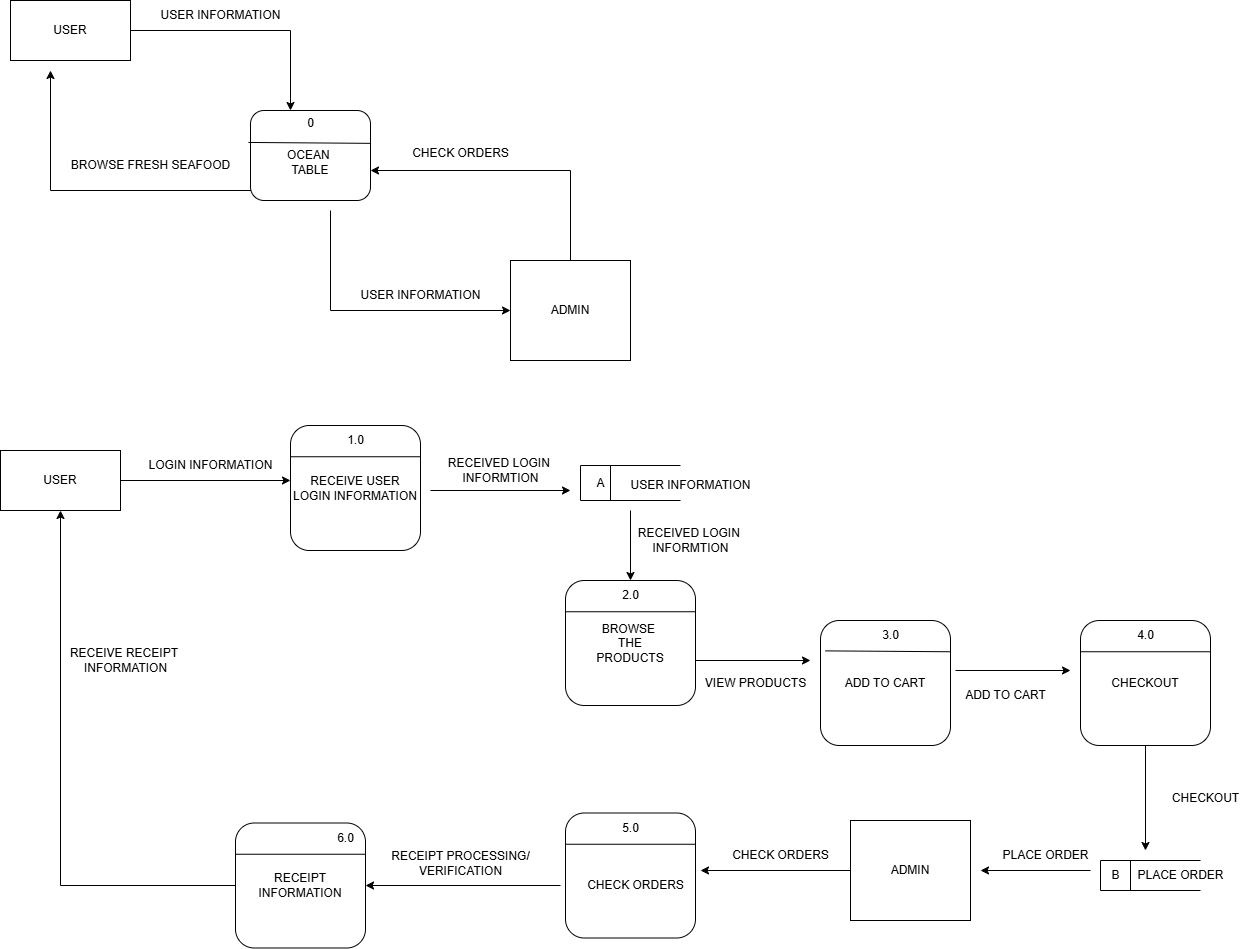 USER INFORMATION
USER
0
OCEAN
TABLE
CHECK ORDERS
BROWSE FRESH SEAFOOD
USER INFORMATION
ADMIN
1.0
RECEIVE USER
LOGIN INFORMATION
USER
LOGIN INFORMATION
RECEIVED LOGIN
INFORMTION
A
USER INFORMATION
RECEIVED LOGIN
INFORMTION
2.0
BROWSE
THE
PRODUCTS
VIEW PRODUCTS
3.0
ADD TO CART
ADD TO CART
4.0
CHECKOUT
CHECKOUT
B
PLACE ORDER
PLACE ORDER
ADMIN
CHECK ORDERS
5.0
CHECK ORDERS
RECEIPT PROCESSING/
VERIFICATION
6.0
RECEIPT
INFORMATION
RECEIVE RECEIPT
INFORMATION